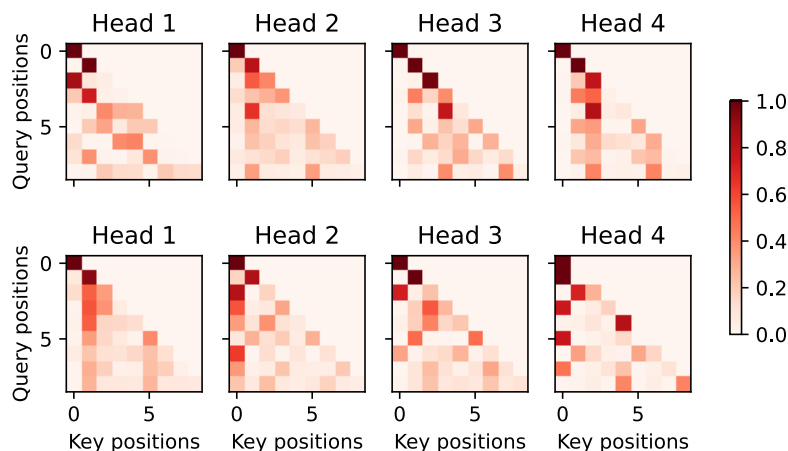 Head 1 Head 2 Head 3 Head 4
0
5
Query positions
1.0
0.8
0.6
0.4
0.2
0.0
Head 1 Head 2 Head 3 Head 4
0
5
Query positions
0 5 0 5 0 5 0 5
Key positions Key positions Key positions Key positions